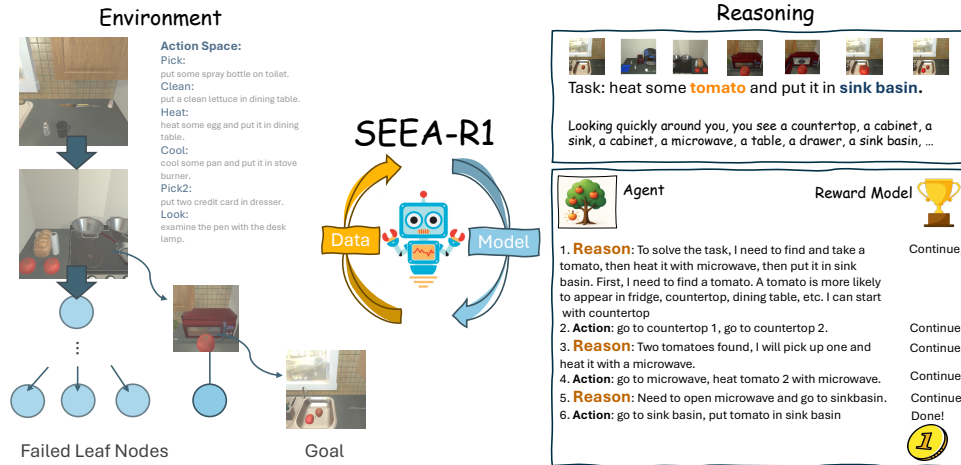 Environment
Action Space:
Pick:
put some spray bottle on toilet.
Clean:
put a clean lettuce in dining table.
Heat:
heat some egg and put it in dining
table.
Cool:
cool some pan and put it in stove
burner.
Pick2:
put two credit card in dresser.
Look:
examine the pen with the desk
lamp.
Failed Leaf Nodes
Goal
SEEA-R1
Data
Model
Reasoning
Task: heat some tomato and put it in sink basin.
Looking quickly around you, you see a countertop, a cabinet, a
sink, a cabinet, a microwave, a table, a drawer, a sink basin, ...
Agent
Reward Model
1. Reason: To solve the task, I need to find and take a
tomato, then heat it with microwave, then put it in sink
basin. First, I need to find a tomato. A tomato is more likely
to appear in fridge, countertop, dining table, etc. I can start
with countertop
Continue
2. Action: go to countertop 1, go to countertop 2.
Continue
3. Reason: Two tomatoes found, I will pick up one and
heat it with a microwave.
Continue
4. Action: go to microwave, heat tomato 2 with microwave.
Continue
5. Reason: Need to open microwave and go to sinkbasin.
Continue
6. Action: go to sink basin, put tomato in sink basin
Done!
1